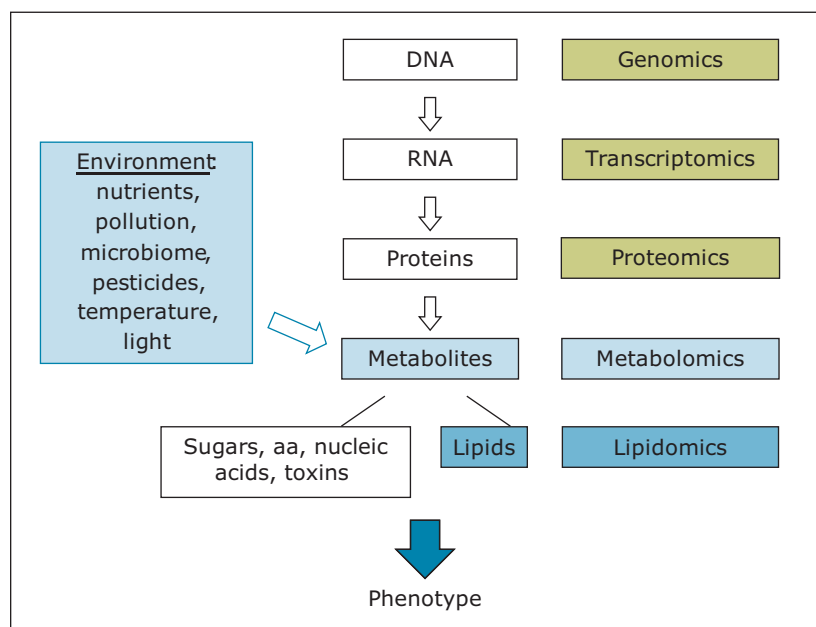 DNA
Genomics
RNA
Transcriptomics
Environment:
nutrients,
pollution,
microbiome,
pesticides,
temperature,
light
Proteins
Proteomics
Metabolites
Metabolomics
Sugars, aa, nucleic
acids, toxins
Lipids
Lipidomics
Phenotype